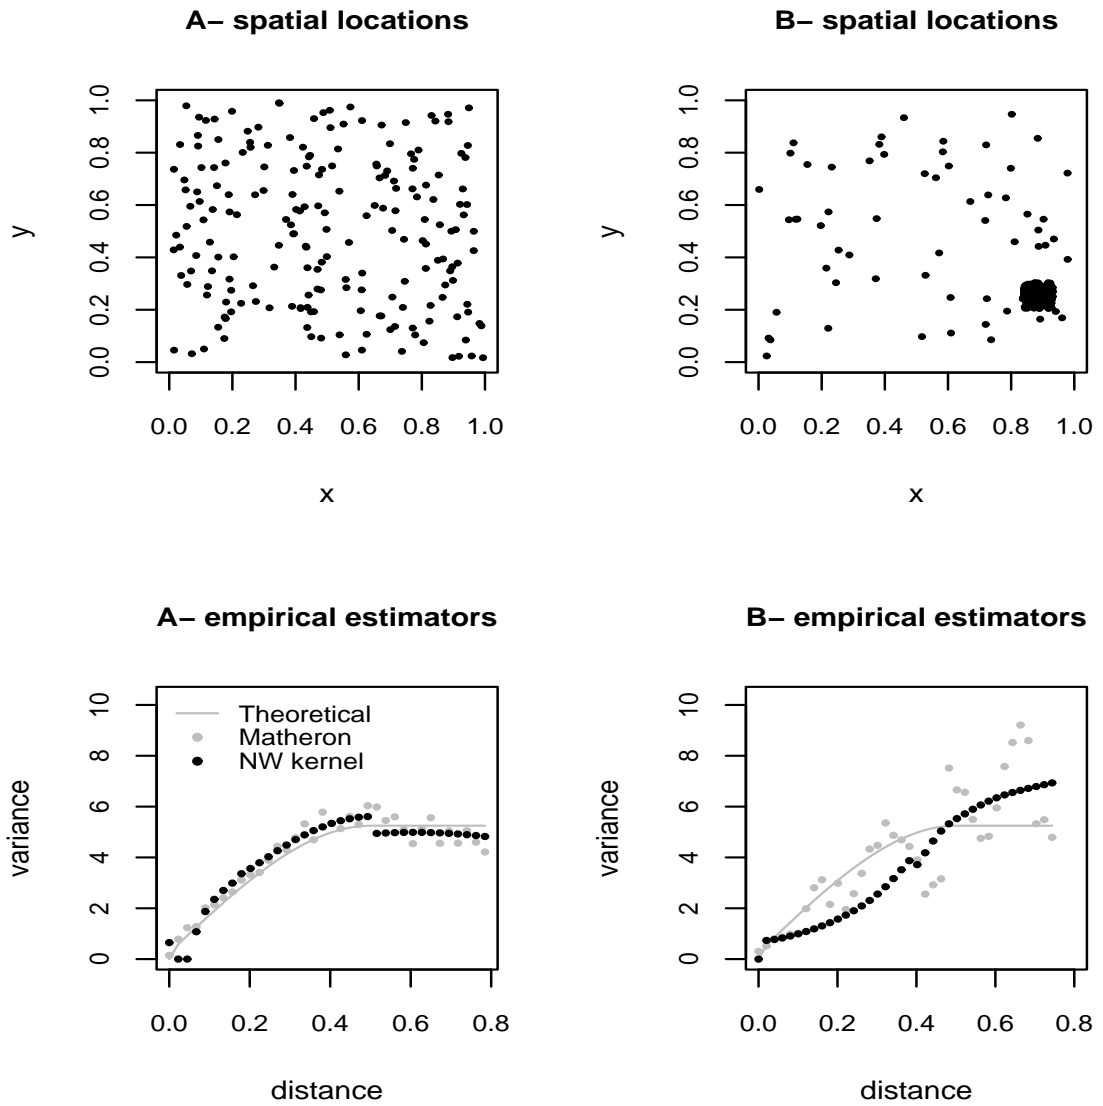 A− spatial locations
y
0.0 0.2 0.4 0.6 0.8 1.0
0.0 0.2 0.4 0.6 0.8 1.0
x
B− spatial locations
y
0.0 0.2 0.4 0.6 0.8 1.0
0.0 0.2 0.4 0.6 0.8 1.0
x
A− empirical estimators
variance
0 2 4 6 8 10
Theoretical
Matheron
NW kernel
0.0 0.2 0.4 0.6 0.8
distance
B− empirical estimators
variance
0 2 4 6 8 10
0.0 0.2 0.4 0.6 0.8
distance